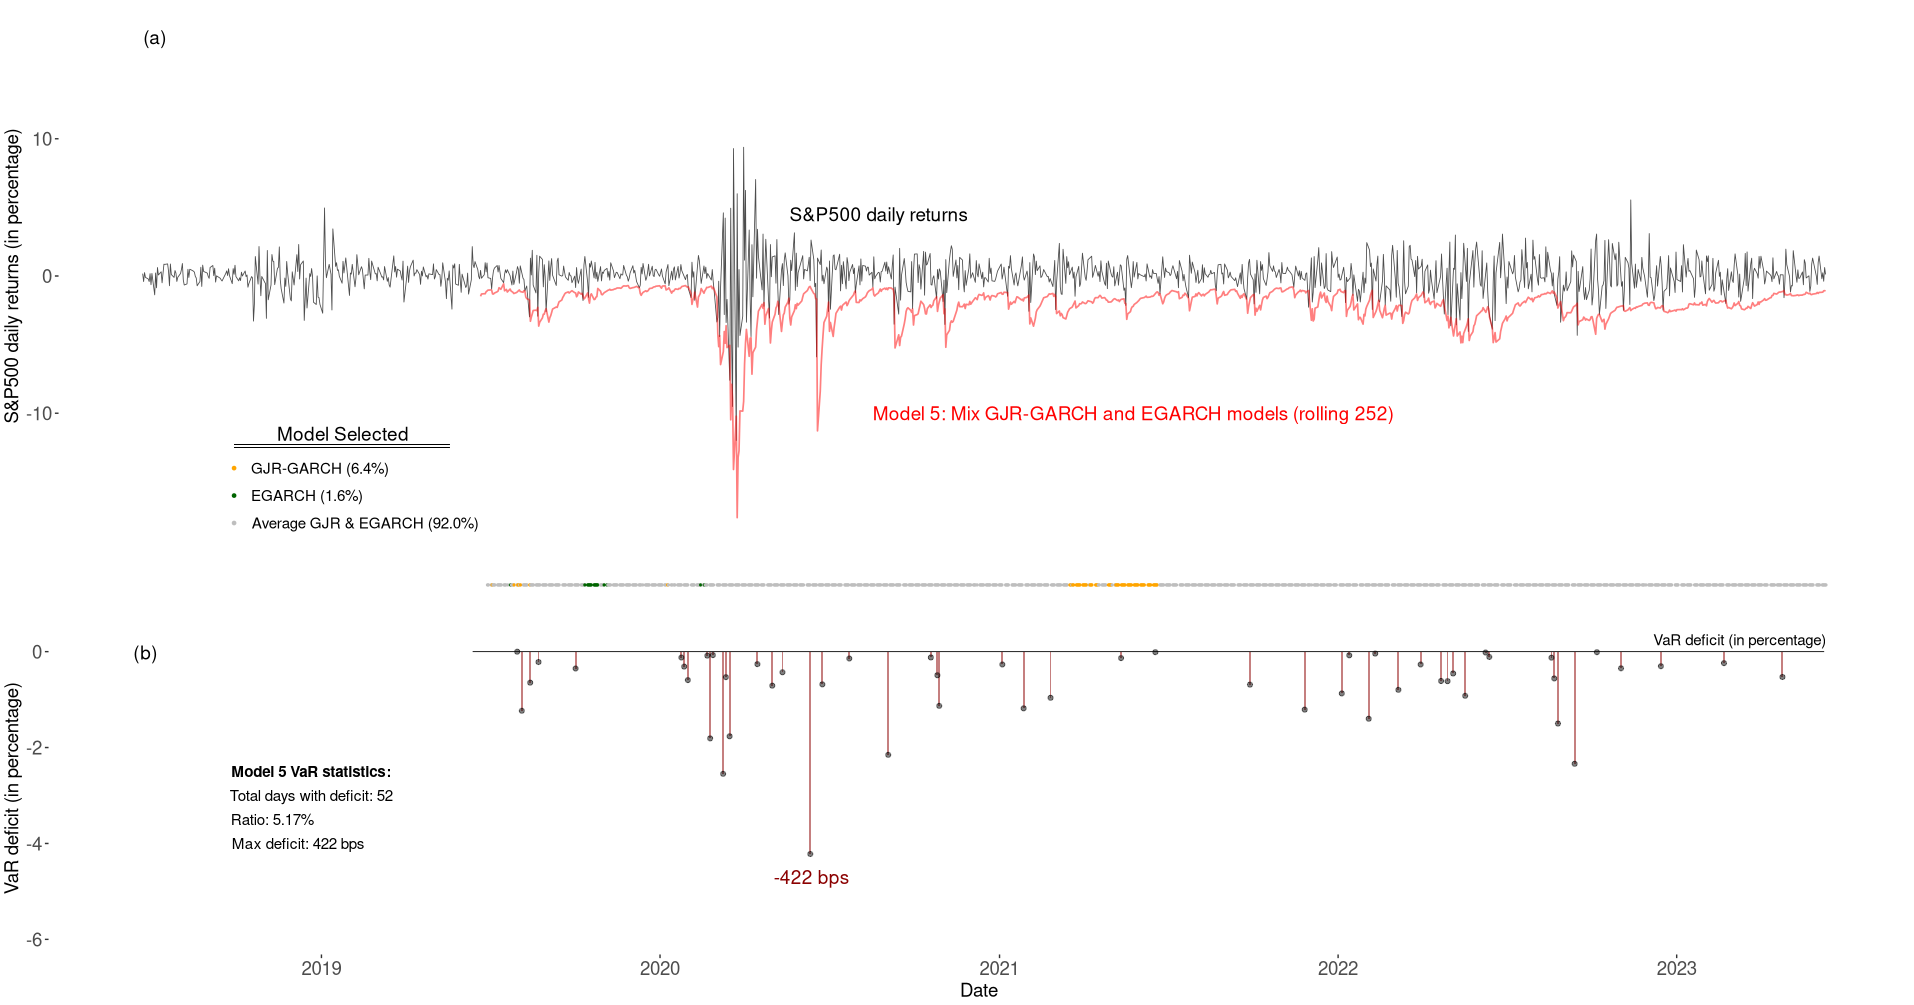 (a)
S&P500 daily returns (in percentage)
10
0
-10
S&P500 daily returns
Model 5: Mix GJR-GARCH and EGARCH models (rolling 252)
Model Selected
GJR-GARCH (6.4%)
EGARCH (1.6%)
Average GJR & EGARCH (92.0%)
(b)
VaR deficit (in percentage)
VaR deficit (in percentage)
0
-2
-4
-6
Model 5 VaR statistics:
Total days with deficit: 52
Ratio: 5.17%
Max deficit: 422 bps
-422 bps
2019 2020 2021 2022 2023
Date